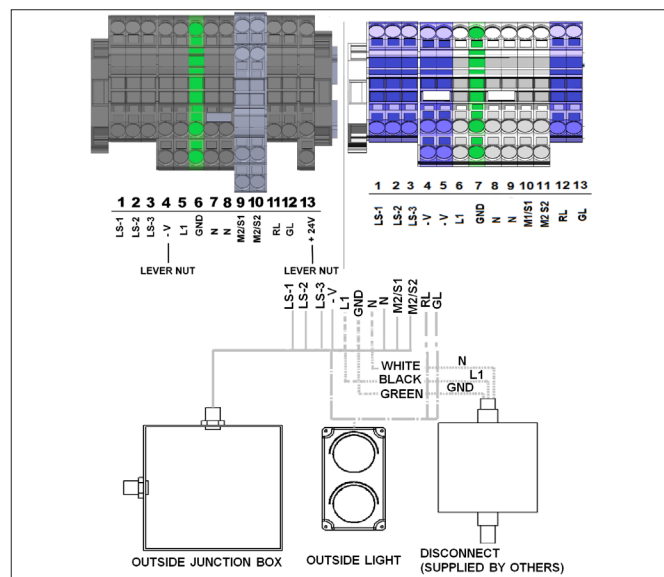 1 2 3 4 5 6 7 8 9 10 11 12 13
LS-1 LS-2 LS-3 - V L1 GND N N M2/S1 M2/S2 RL GL + 24V
LEVER NUT LEVER NUT
1 2 3 4 5 6 7 8 9 10 11 12 13
LS-1 LS-2 LS-3 - V - V L1 GND N N M1/S1 M2 S2 RL GL
LS-1 LS-2 LS-3 - V L1 GND N N M2/S1 M2/S2 RL GL
WHITE N
BLACK L1
GREEN GND
OUTSIDE JUNCTION BOX
OUTSIDE LIGHT
DISCONNECT
(SUPPLIED BY OTHERS)